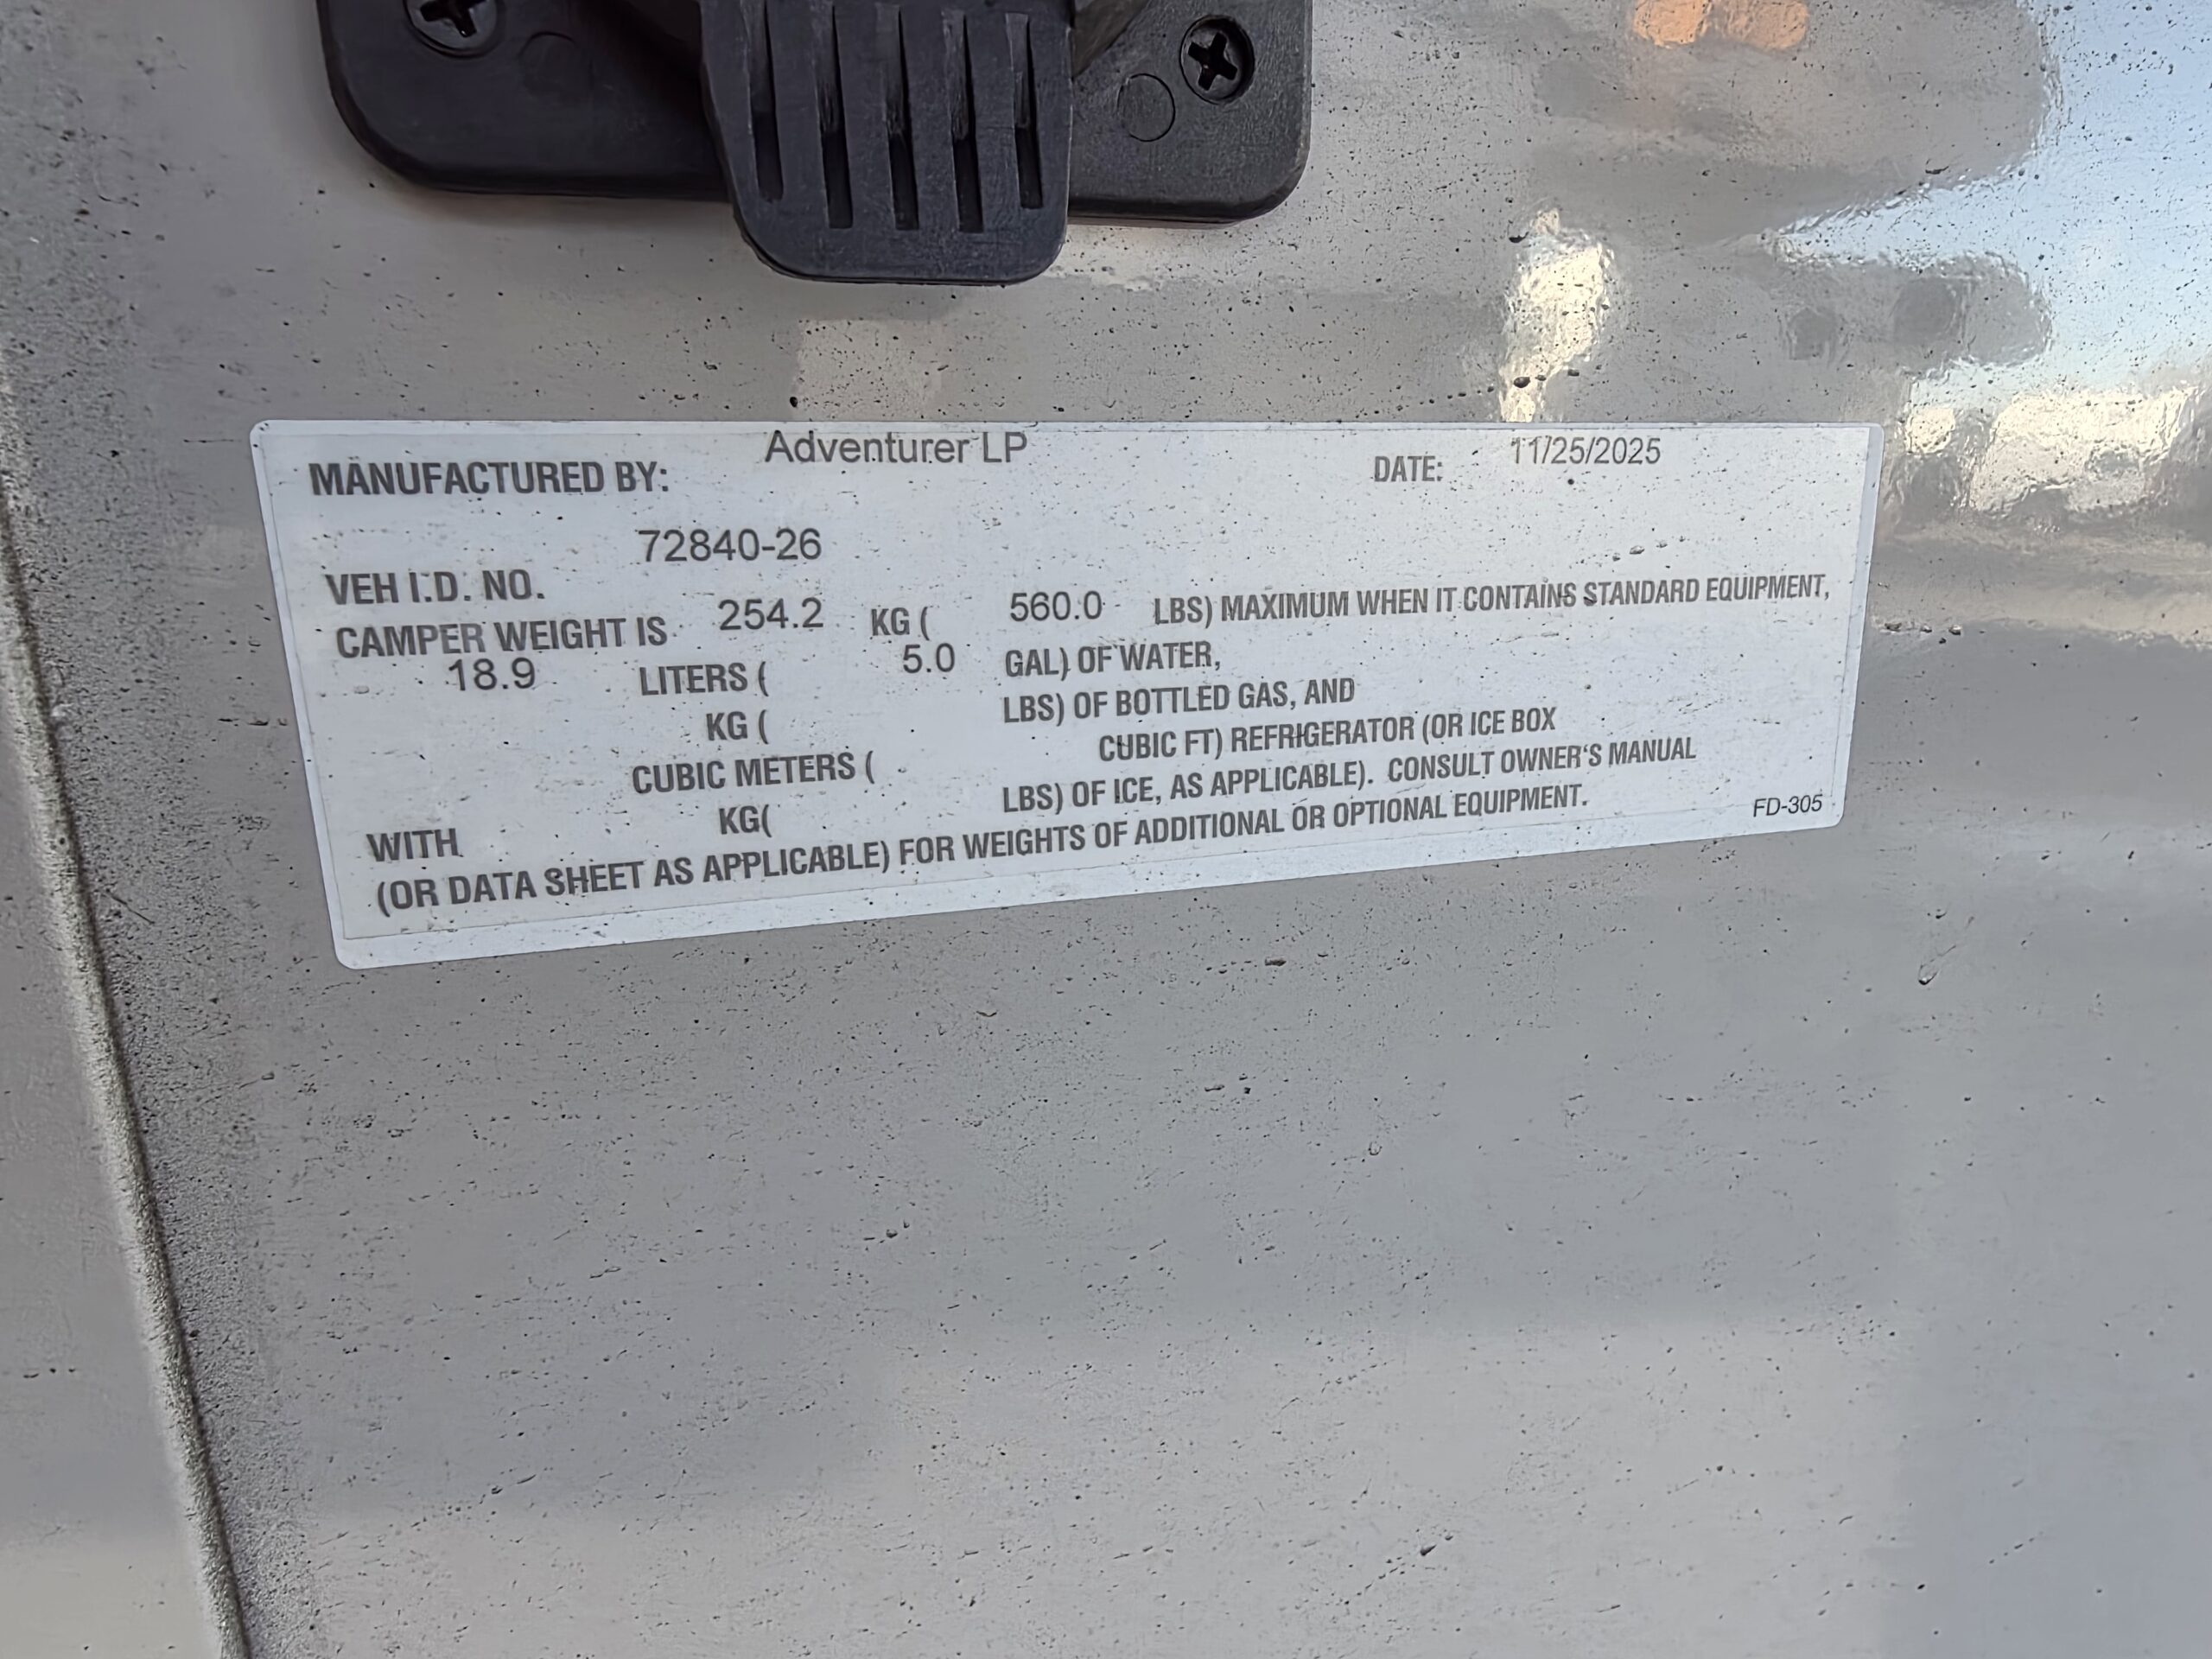 MANUFACTURED BY: Adventurer LP DATE: 11/25/2025
VEH I.D. NO. 72840-26
CAMPER WEIGHT IS 254.2 KG ( 560.0 LBS) MAXIMUM WHEN IT CONTAINS STANDARD EQUIPMENT,
18.9 LITERS ( 5.0 GAL) OF WATER,
KG ( LBS) OF BOTTLED GAS, AND
CUBIC METERS ( CUBIC FT) REFRIGERATOR (OR ICE BOX
WITH KG( LBS) OF ICE, AS APPLICABLE). CONSULT OWNER'S MANUAL
(OR DATA SHEET AS APPLICABLE) FOR WEIGHTS OF ADDITIONAL OR OPTIONAL EQUIPMENT.
FD-305